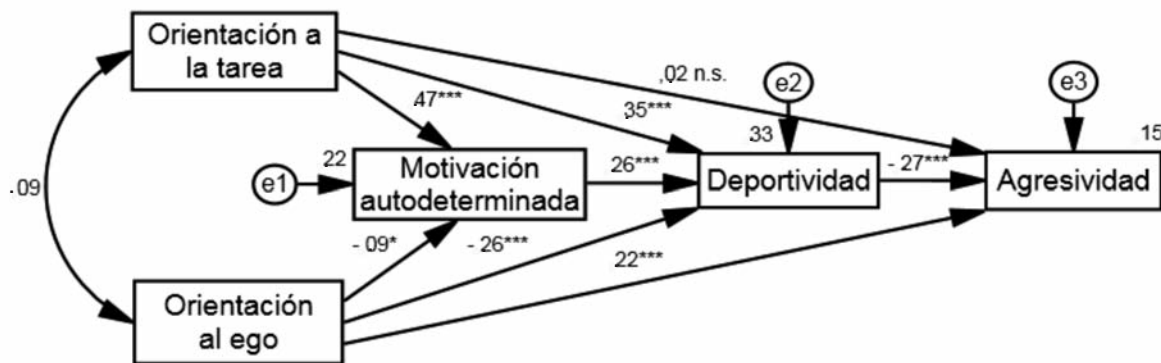 Orientación a
la tarea
,02 n.s.
e2
e3
.47***
.35***
.33
.15
.22
.09
e1
Motivación
autodeterminada
.26***
Deportividad
- .27***
Agresividad
- .09*
- .26***
.22***
Orientación
al ego